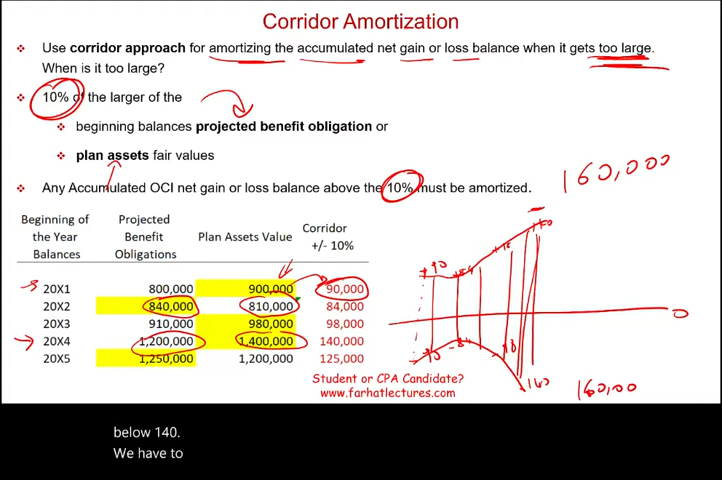 Corridor Amortization
Use corridor approach for amortizing the accumulated net gain or loss balance when it gets too large.
When is it too large?
10% of the larger of the
beginning balances projected benefit obligation or
plan assets fair values
Any Accumulated OCI net gain or loss balance above the 10% must be amortized.
160,000
Beginning of the Year Balances Projected Benefit Obligations Plan Assets Value Corridor +/- 10%
20X1 800,000 900,000 90,000
20X2 840,000 810,000 84,000
20X3 910,000 980,000 98,000
20X4 1,200,000 1,400,000 140,000
20X5 1,250,000 1,200,000 125,000
+90
0
-84
140
160,00
Student or CPA Candidate?
www.farhatlectures.com
below 140.
We have to